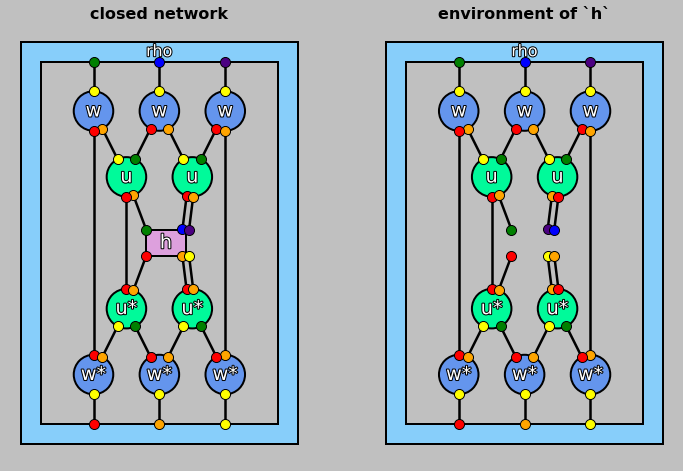 closed network
environment of `h`
rho
rho
w w w
w w w
u u
u u
h
u* u*
u* u*
w* w* w*
w* w* w*